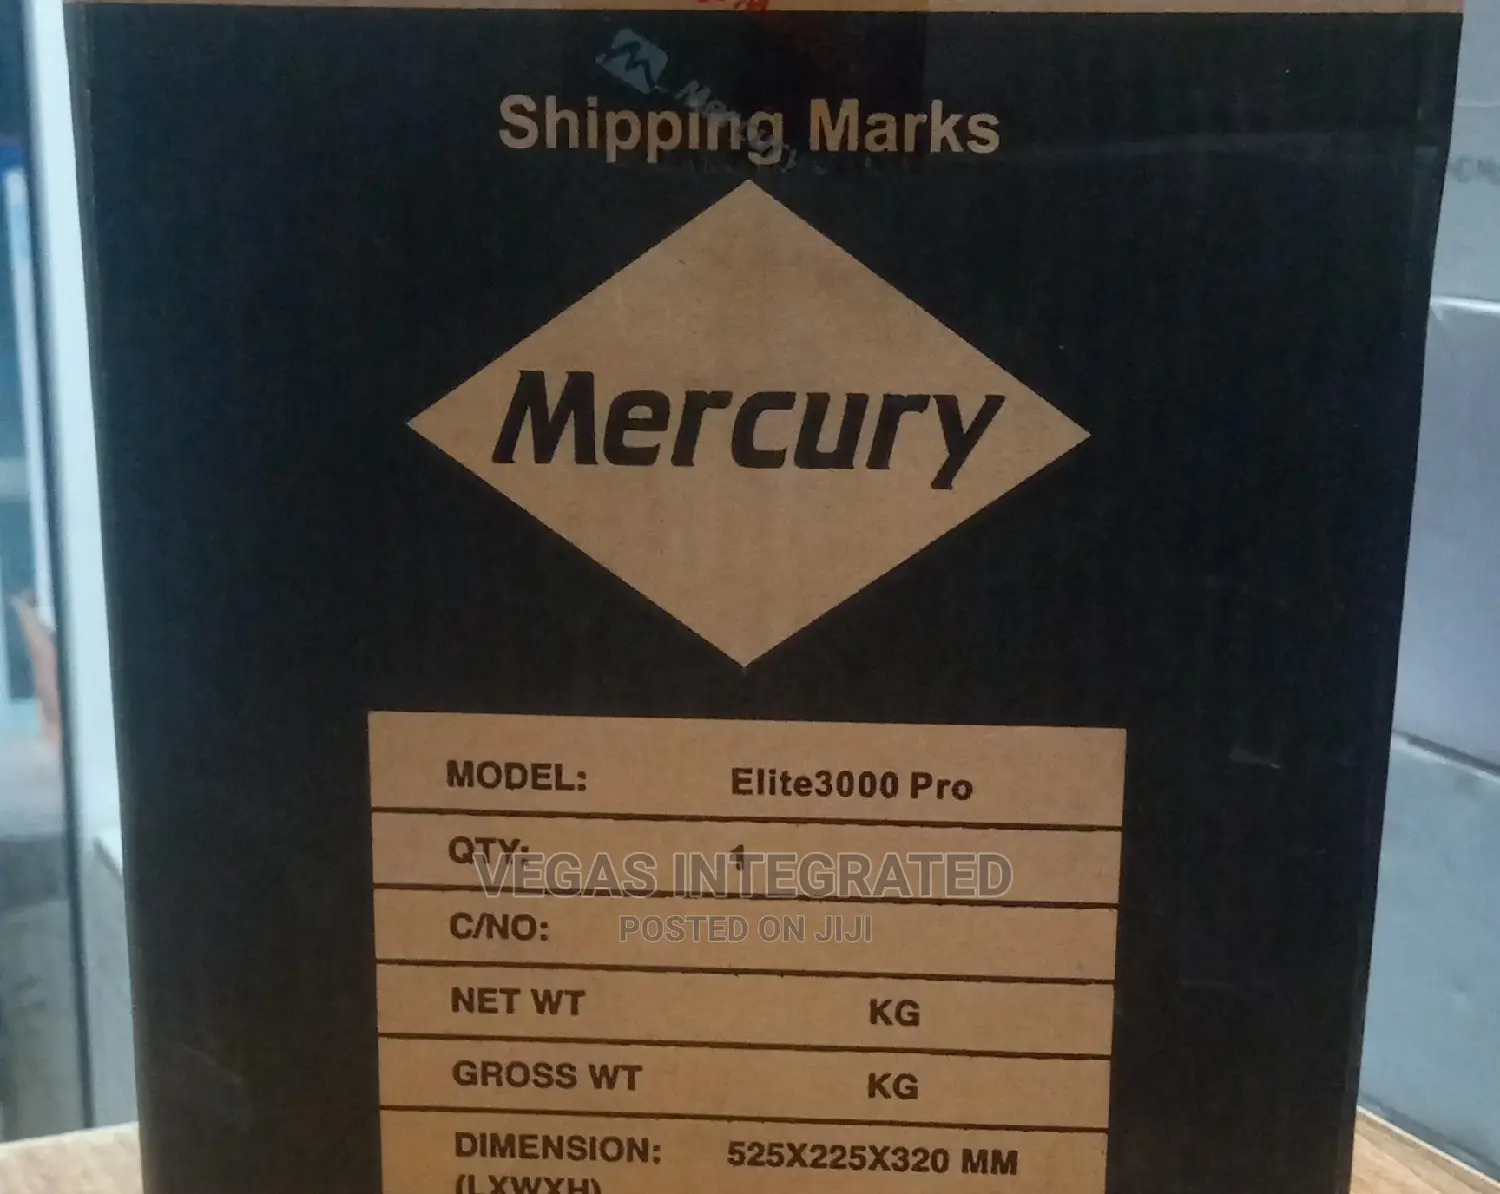 Shipping Marks
Mercury
MODEL: Elite3000 Pro
QTY: 1
VEGAS INTEGRATED
C/NO:
POSTED ON JIJI
NET WT KG
GROSS WT KG
DIMENSION: 525X225X320 MM
(LXWXH)